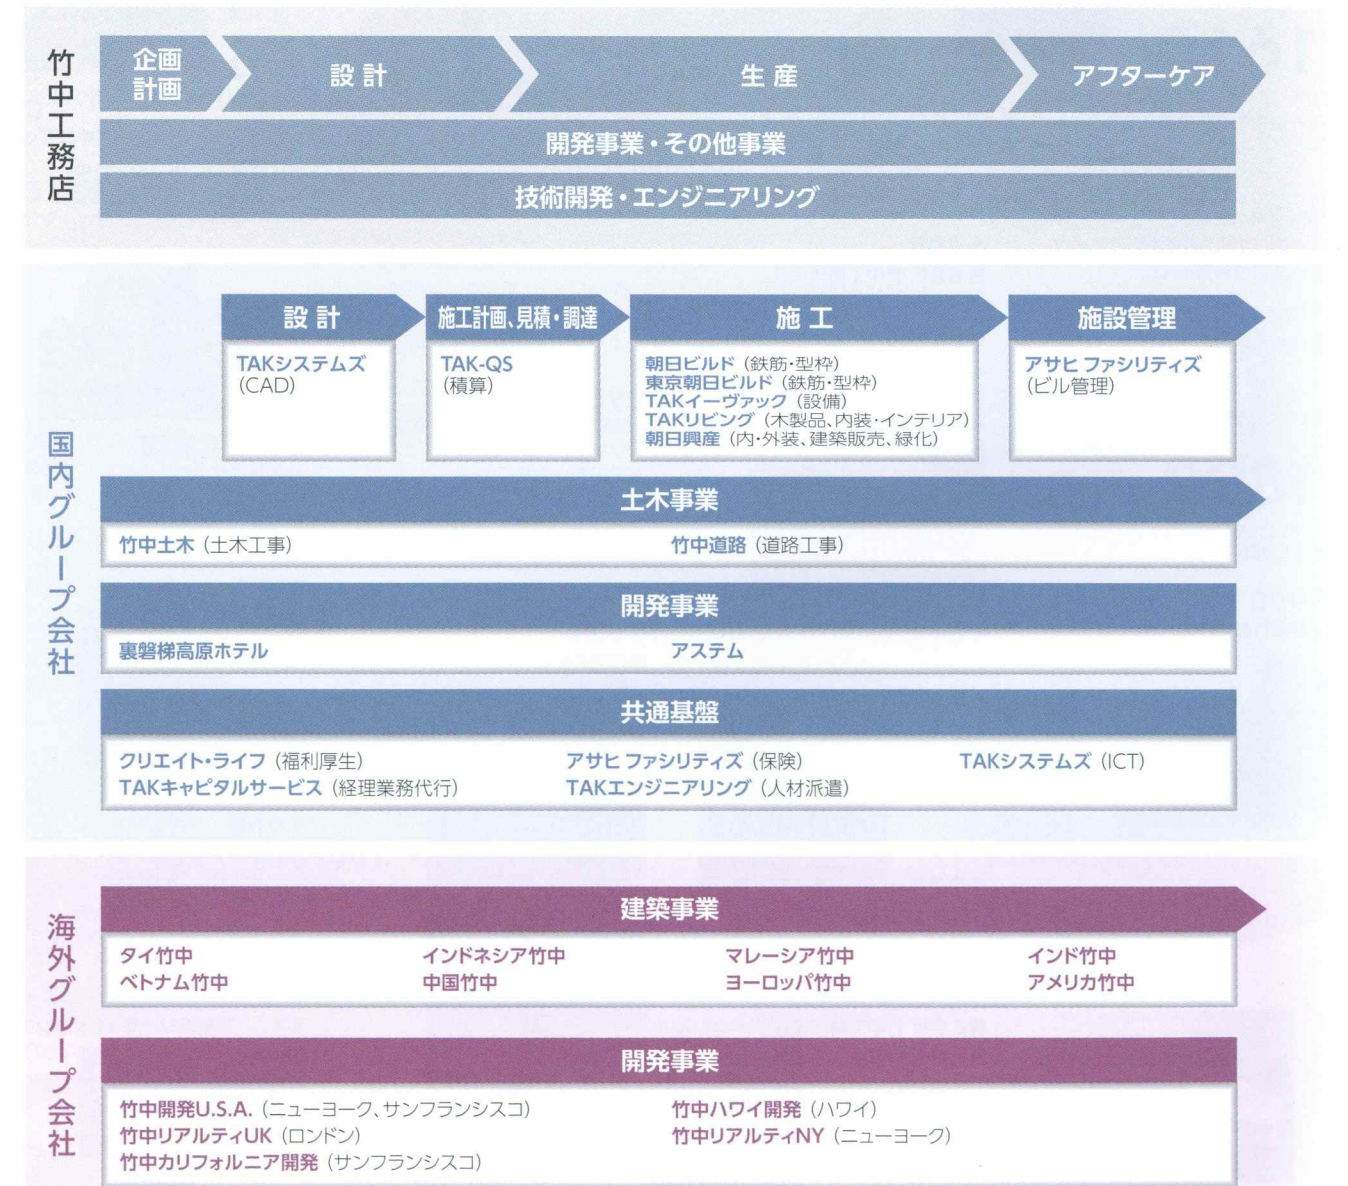 竹中工務店
企画
計画
設計
生産
アフターケア
開発事業・その他事業
技術開発・エンジニアリング
国内グループ会社
設計
TAKシステムズ
(CAD)
施工計画、見積・調達
TAK-QS
(積算)
施工
朝日ビルド (鉄筋・型枠)
東京朝日ビルド (鉄筋・型枠)
TAKイーヴァック (設備)
TAKリビング (木製品、内装・インテリア)
朝日興産 (内・外装、建築販売、緑化)
施設管理
アサヒ ファシリティズ
(ビル管理)
土木事業
竹中土木 (土木工事) 竹中道路 (道路工事)
開発事業
裏磐梯高原ホテル アステム
共通基盤
クリエイト・ライフ (福利厚生) アサヒ ファシリティズ (保険) TAKシステムズ (ICT)
TAKキャピタルサービス (経理業務代行) TAKエンジニアリング (人材派遣)
海外グループ会社
建築事業
タイ竹中 インドネシア竹中 マレーシア竹中 インド竹中
ベトナム竹中 中国竹中 ヨーロッパ竹中 アメリカ竹中
開発事業
竹中開発U.S.A. (ニューヨーク、サンフランシスコ) 竹中ハワイ開発 (ハワイ)
竹中リアルティUK (ロンドン) 竹中リアルティNY (ニューヨーク)
竹中カリフォルニア開発 (サンフランシスコ)